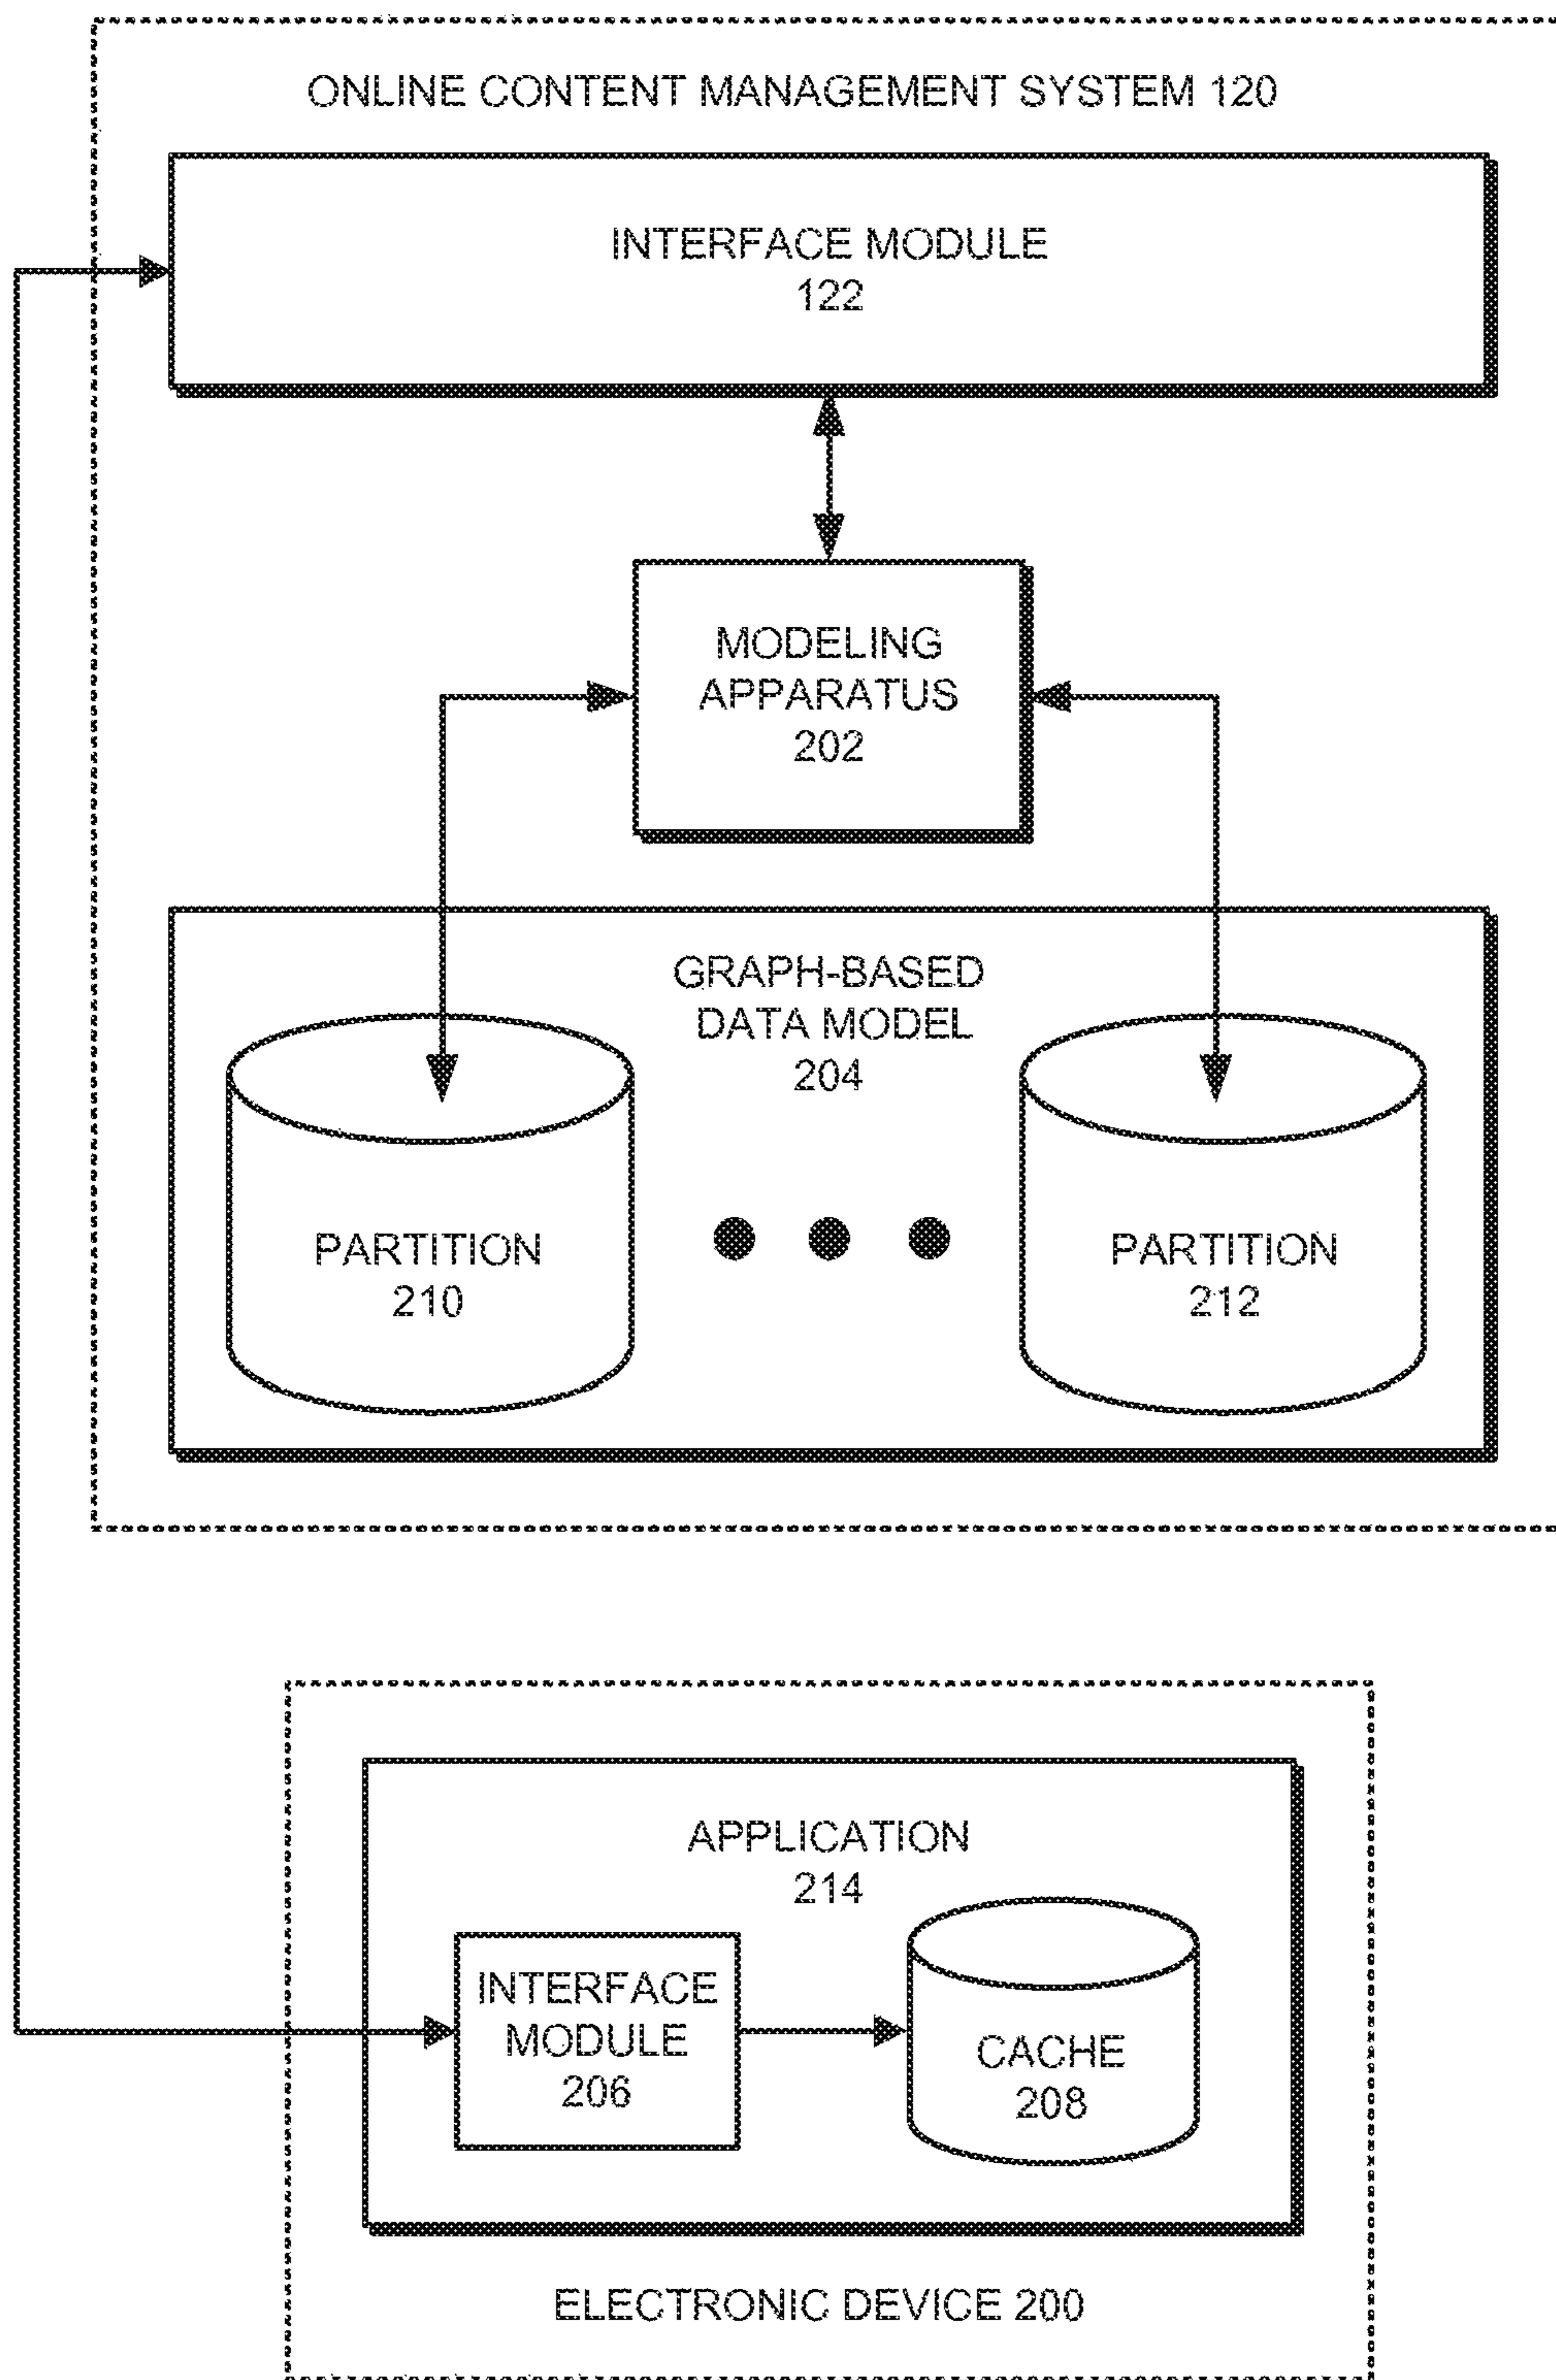 ONLINE CONTENT MANAGEMENT SYSTEM 120
INTERFACE MODULE
122
MODELING
APPARATUS
202
GRAPH-BASED
DATA MODEL
204
PARTITION
210
PARTITION
212
APPLICATION
214
INTERFACE
MODULE
206
CACHE
208
ELECTRONIC DEVICE 200